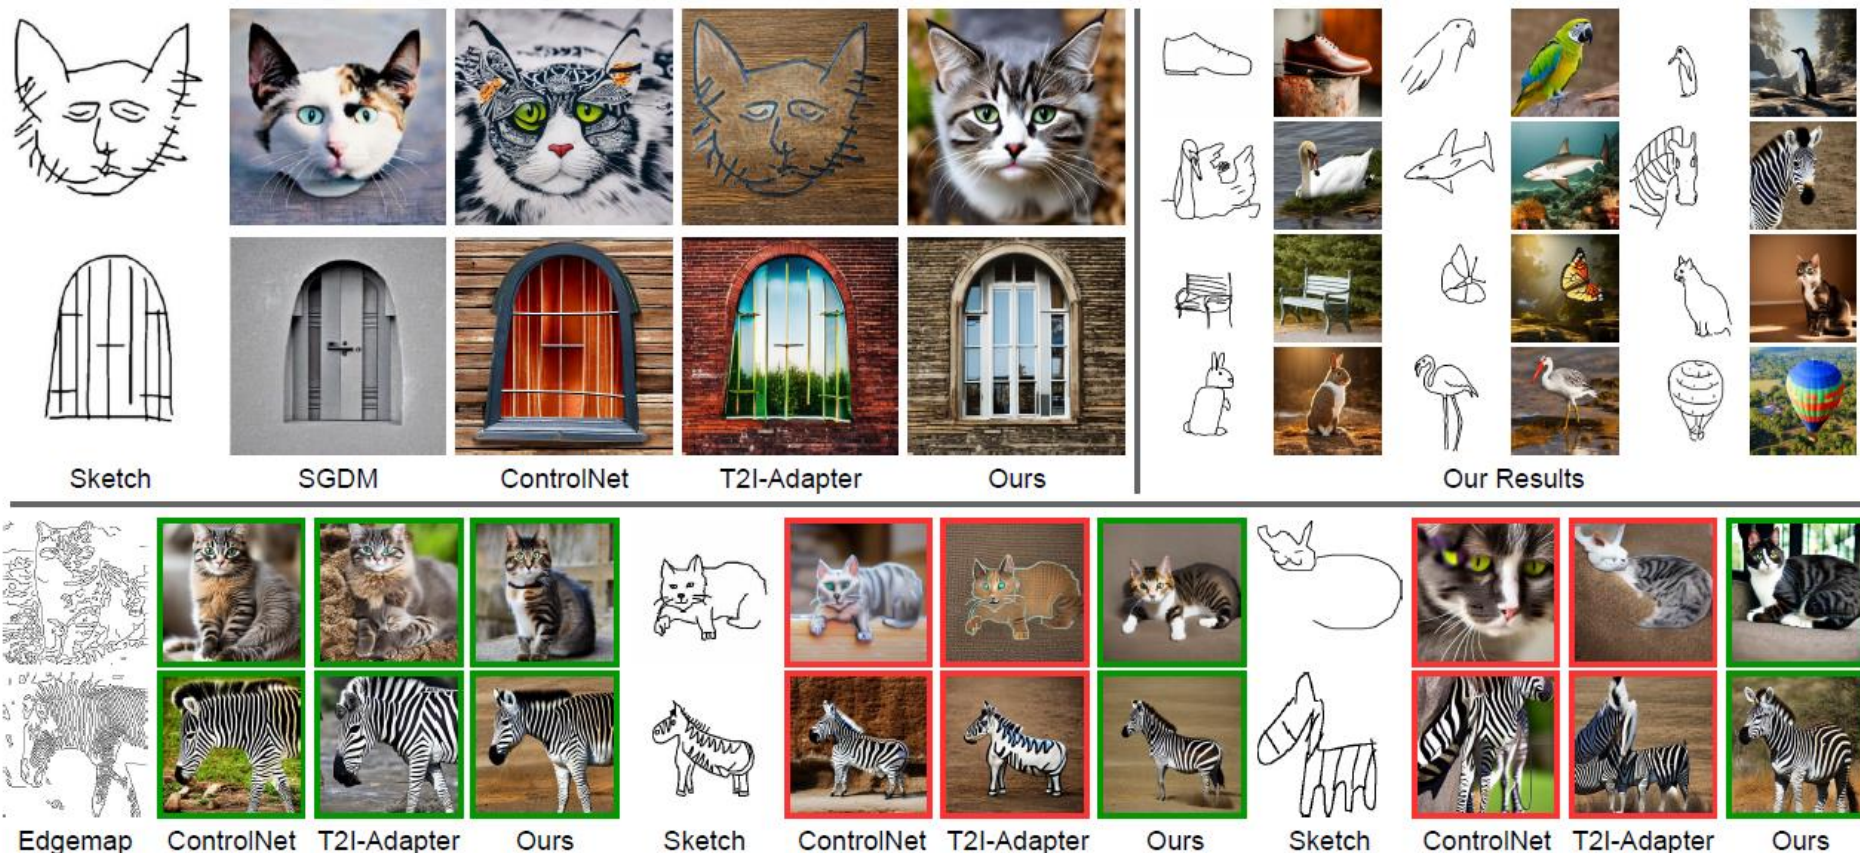 Sketch SGDM ControlNet T2I-Adapter Ours
Our Results
Edgemap ControlNet T2I-Adapter Ours Sketch ControlNet T2I-Adapter Ours Sketch ControlNet T2I-Adapter Ours